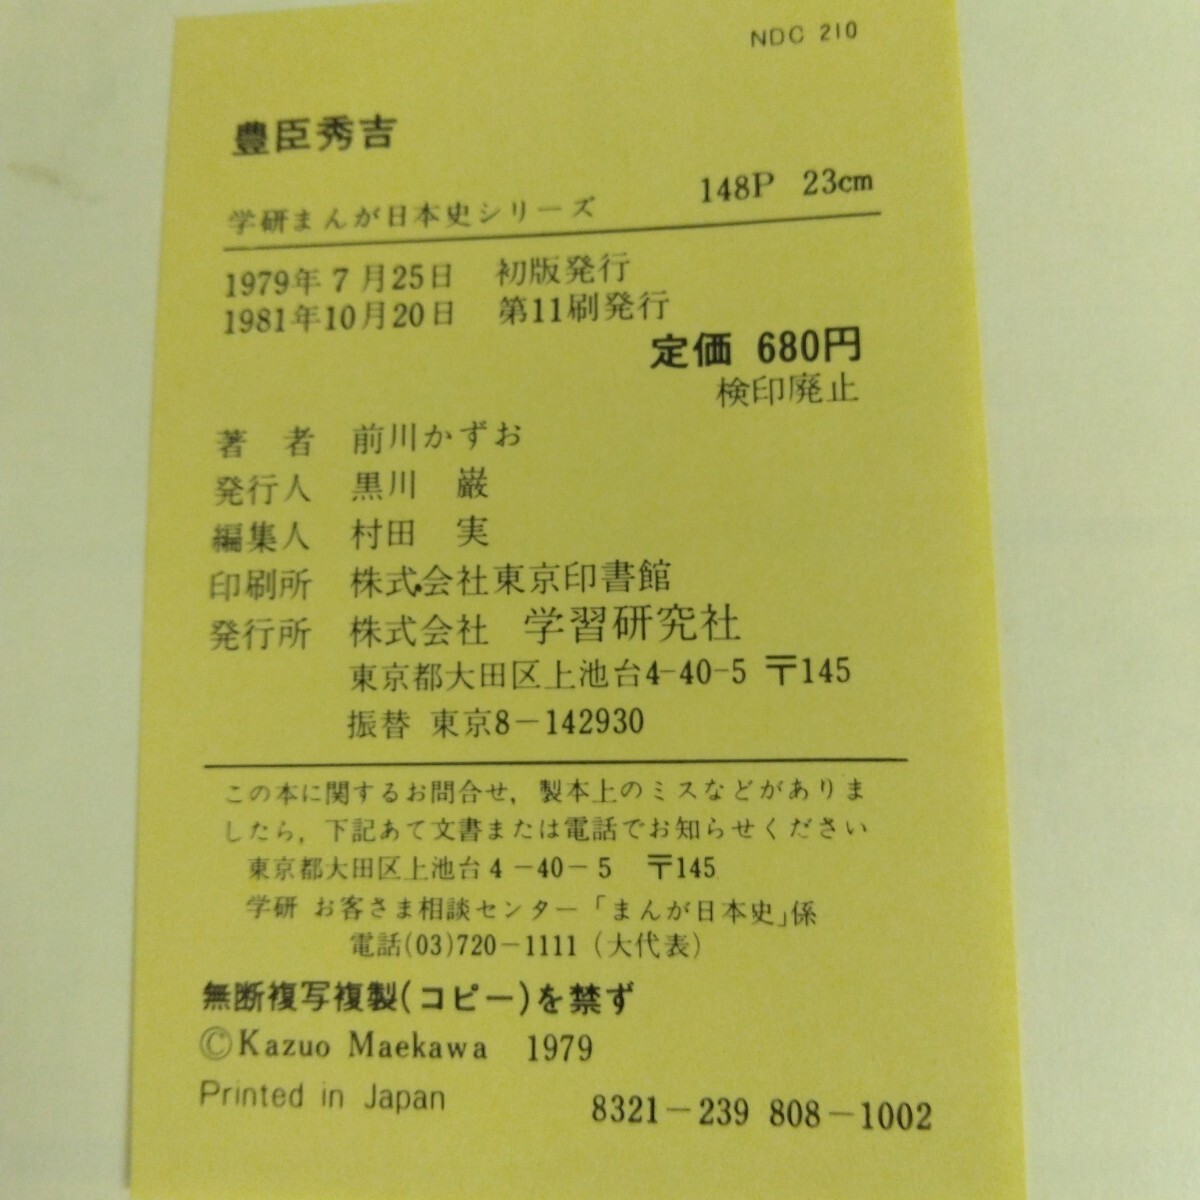 NDC 210
豊臣秀吉
学研まんが日本史シリーズ 148P 23cm
1979年7月25日 初版発行
1981年10月20日 第11刷発行
定価 680円
検印廃止
著者 前川かずお
発行人 黒川 巌
編集人 村田 実
印刷所 株式会社東京印書館
発行所 株式会社 学習研究社
東京都大田区上池台4-40-5 〒145
振替 東京8-142930
この本に関するお問合せ,製本上のミスなどがありま
したら,下記あて文書または電話でお知らせください
東京都大田区上池台4-40-5 〒145
学研 お客さま相談センター「まんが日本史」係
電話(03)720-1111(大代表)
無断複写複製(コピー)を禁ず
©Kazuo Maekawa 1979
Printed in Japan
8321-239 808-1002